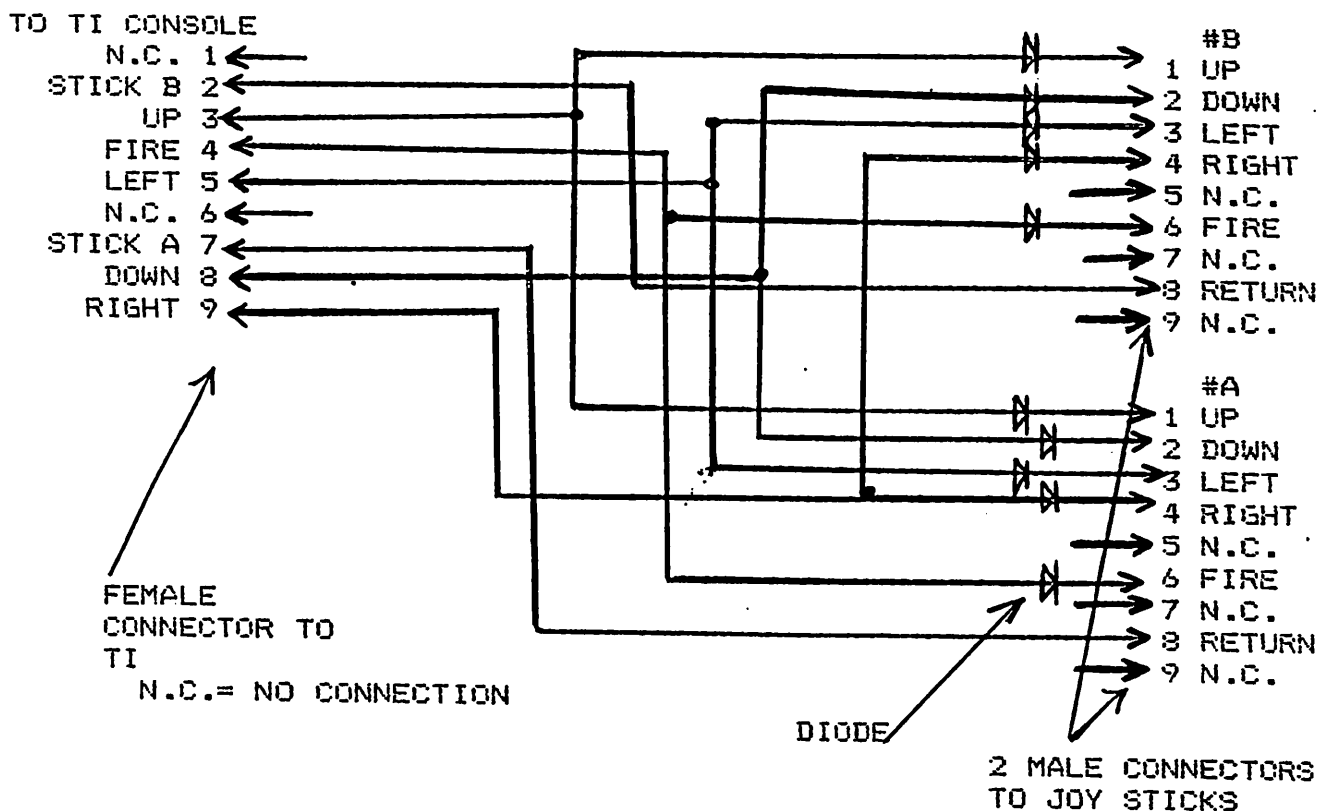 TO TI CONSOLE
N.C. 1
STICK B 2
UP 3
FIRE 4
LEFT 5
N.C. 6
STICK A 7
DOWN 8
RIGHT 9
#B
1 UP
2 DOWN
3 LEFT
4 RIGHT
5 N.C.
6 FIRE
7 N.C.
8 RETURN
9 N.C.
#A
1 UP
2 DOWN
3 LEFT
4 RIGHT
5 N.C.
6 FIRE
7 N.C.
8 RETURN
9 N.C.
FEMALE
CONNECTOR TO
TI
N.C.= NO CONNECTION
DIODE
2 MALE CONNECTORS
TO JOY STICKS